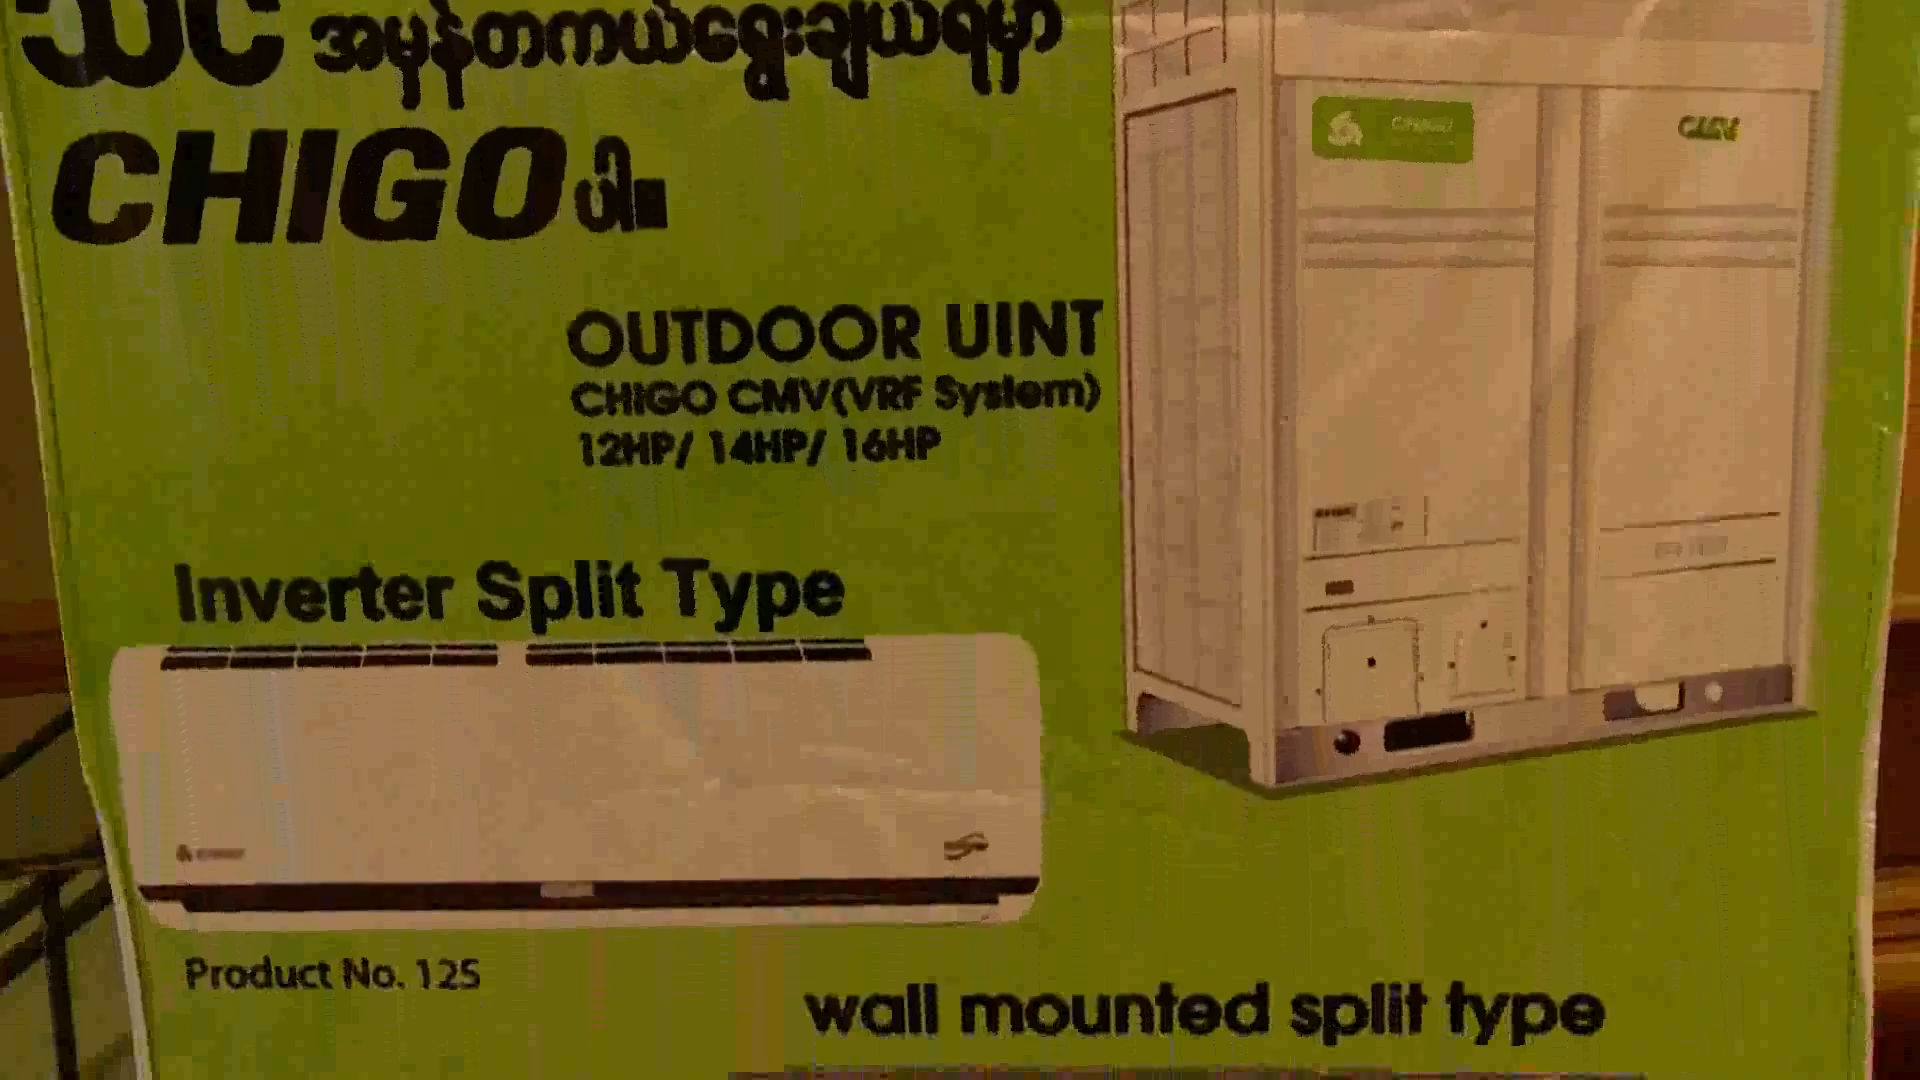 အမှန်တကယ်ရွေးချယ်ရမှာ
CHIGO ပါ။
OUTDOOR UINT
CHIGO CMV(VRF System)
12HP/ 14HP/ 16HP
Inverter Split Type
Product No. 125
wall mounted split type
CMV